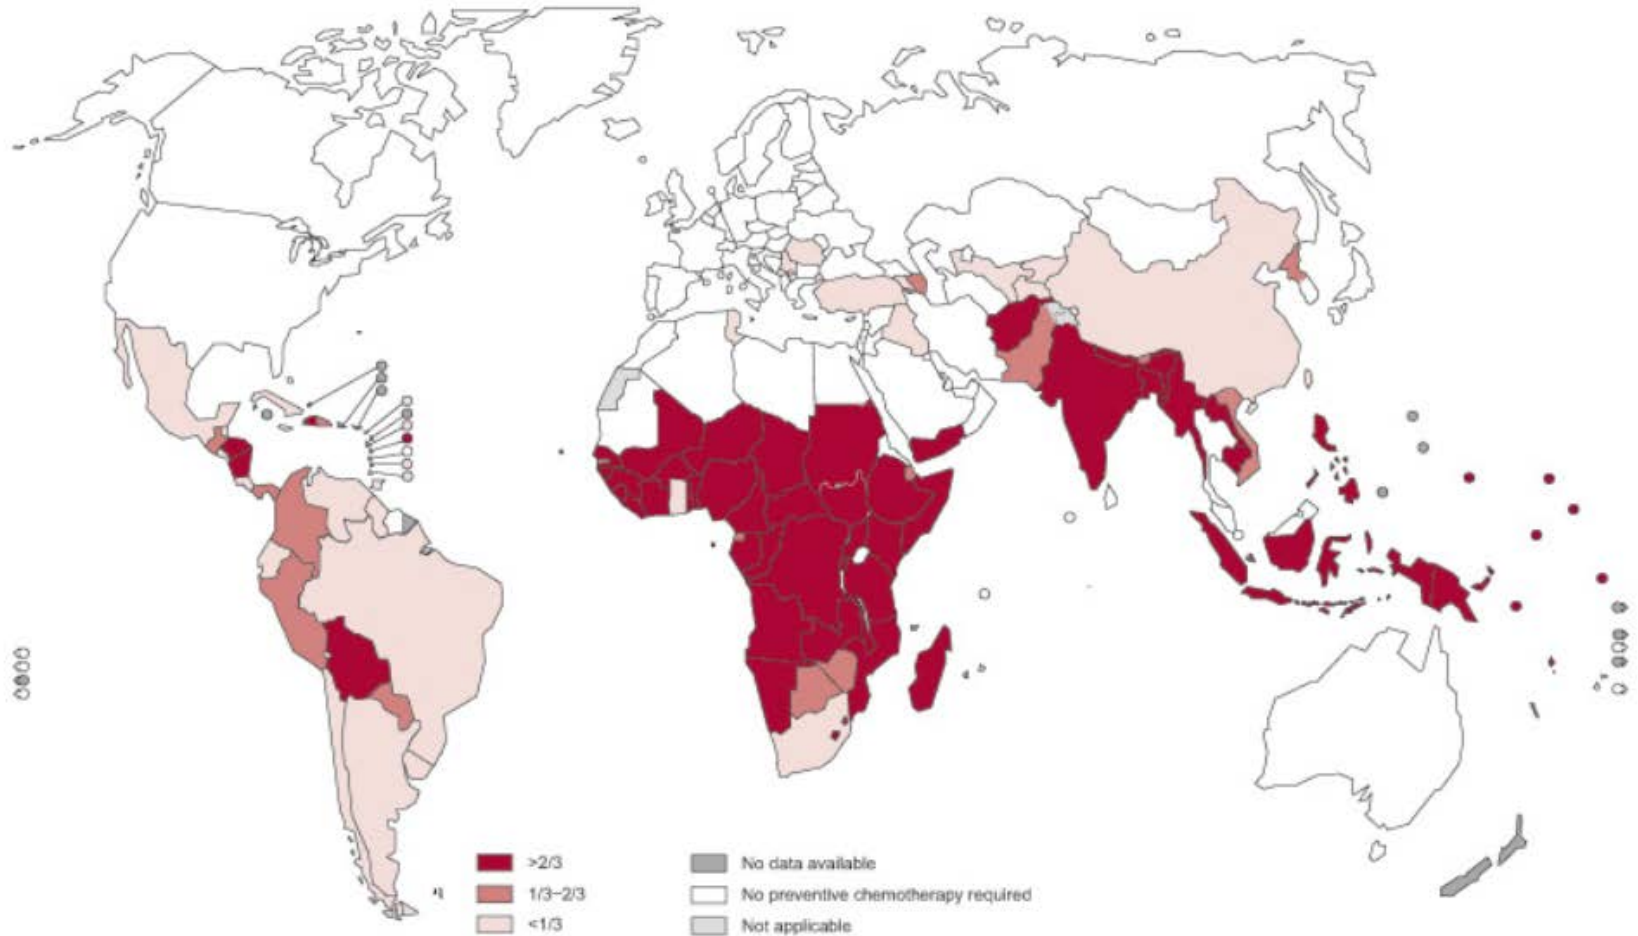 >2/3
1/3−2/3
<1/3
No data available
No preventive chemotherapy required
Not applicable